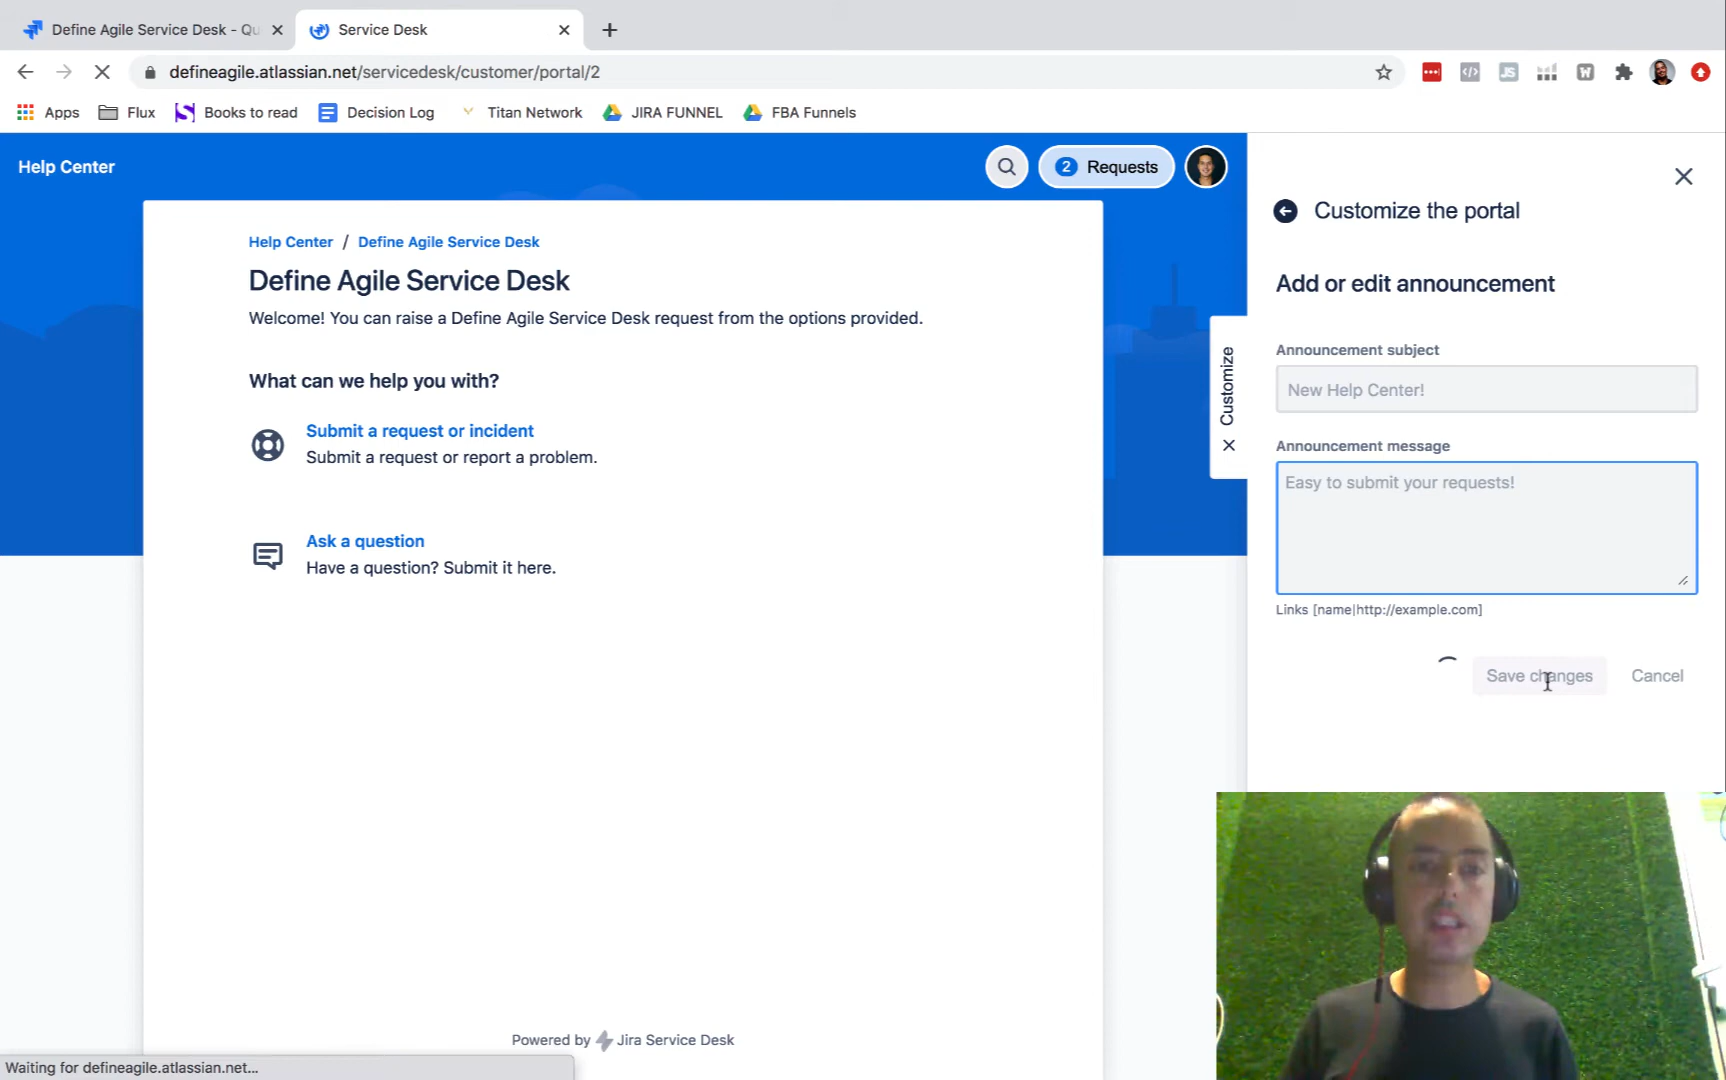 Define Agile Service Desk - Qu
Service Desk
defineagile.atlassian.net/servicedesk/customer/portal/2
Apps
Flux
Books to read
Decision Log
Titan Network
JIRA FUNNEL
FBA Funnels
Help Center
2 Requests
Help Center / Define Agile Service Desk
Define Agile Service Desk
Welcome! You can raise a Define Agile Service Desk request from the options provided.
What can we help you with?
Submit a request or incident
Submit a request or report a problem.
Ask a question
Have a question? Submit it here.
Powered by Jira Service Desk
Customize
Customize the portal
Add or edit announcement
Announcement subject
New Help Center!
Announcement message
Easy to submit your requests!
Links [name|http://example.com]
Save changes
Cancel
Waiting for defineagile.atlassian.net...